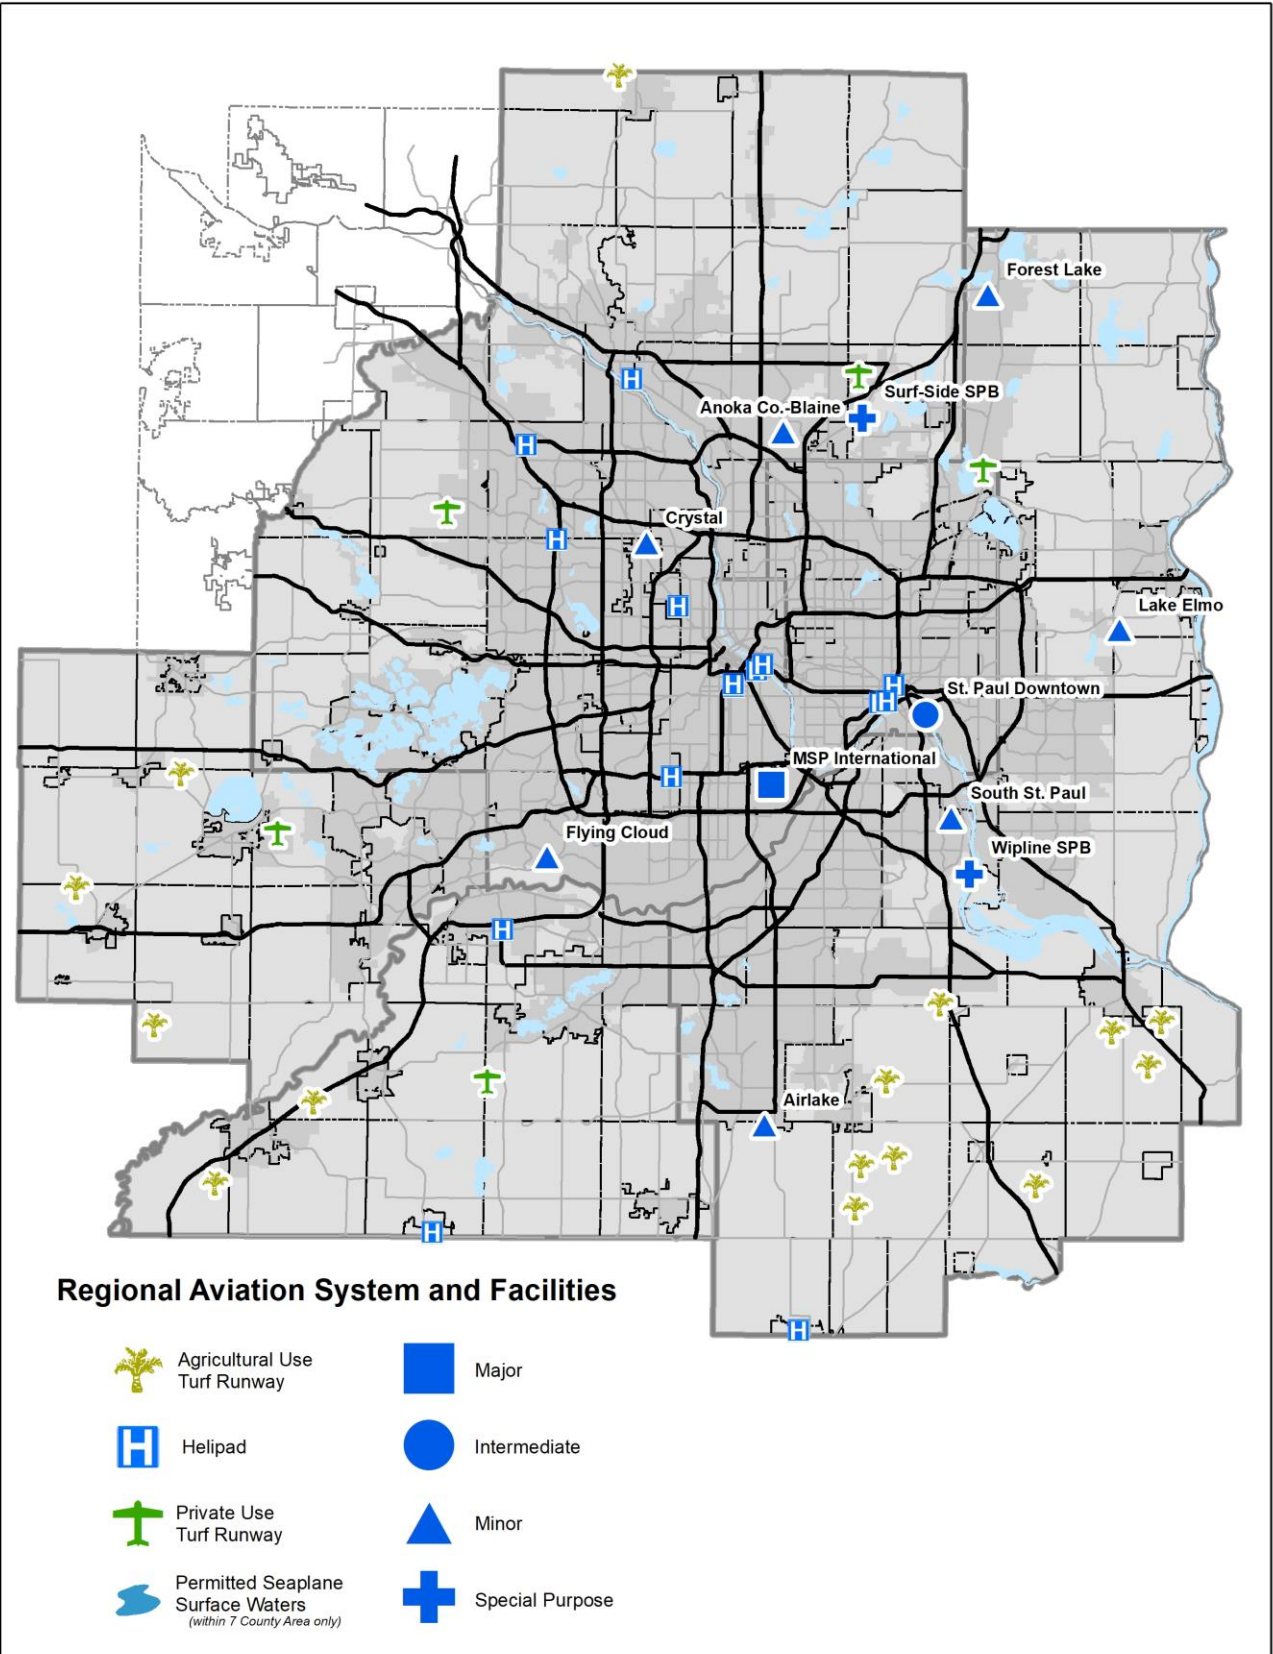 Forest Lake
Surf-Side SPB
Anoka Co.-Blaine
Crystal
Lake Elmo
St. Paul Downtown
MSP International
South St. Paul
Flying Cloud
Wipline SPB
Airlake
H
H
H
H
H
H
H
H
H
H
H
H
Regional Aviation System and Facilities
Agricultural Use
Turf Runway
Major
H
Helipad
Intermediate
Private Use
Turf Runway
Minor
Permitted Seaplane
Surface Waters
(within 7 County Area only)
Special Purpose